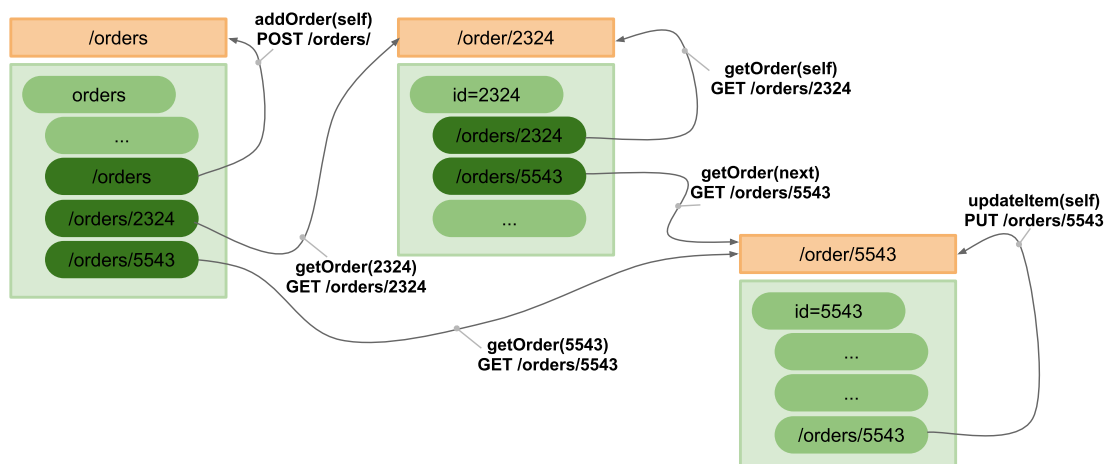 /orders
orders
...
/orders
/orders/2324
/orders/5543
addOrder(self)
POST /orders/
getOrder(2324)
GET /orders/2324
/order/2324
id=2324
/orders/2324
/orders/5543
...
getOrder(self)
GET /orders/2324
getOrder(next)
GET /orders/5543
getOrder(5543)
GET /orders/5543
/order/5543
id=5543
...
...
/orders/5543
updateItem(self)
PUT /orders/5543